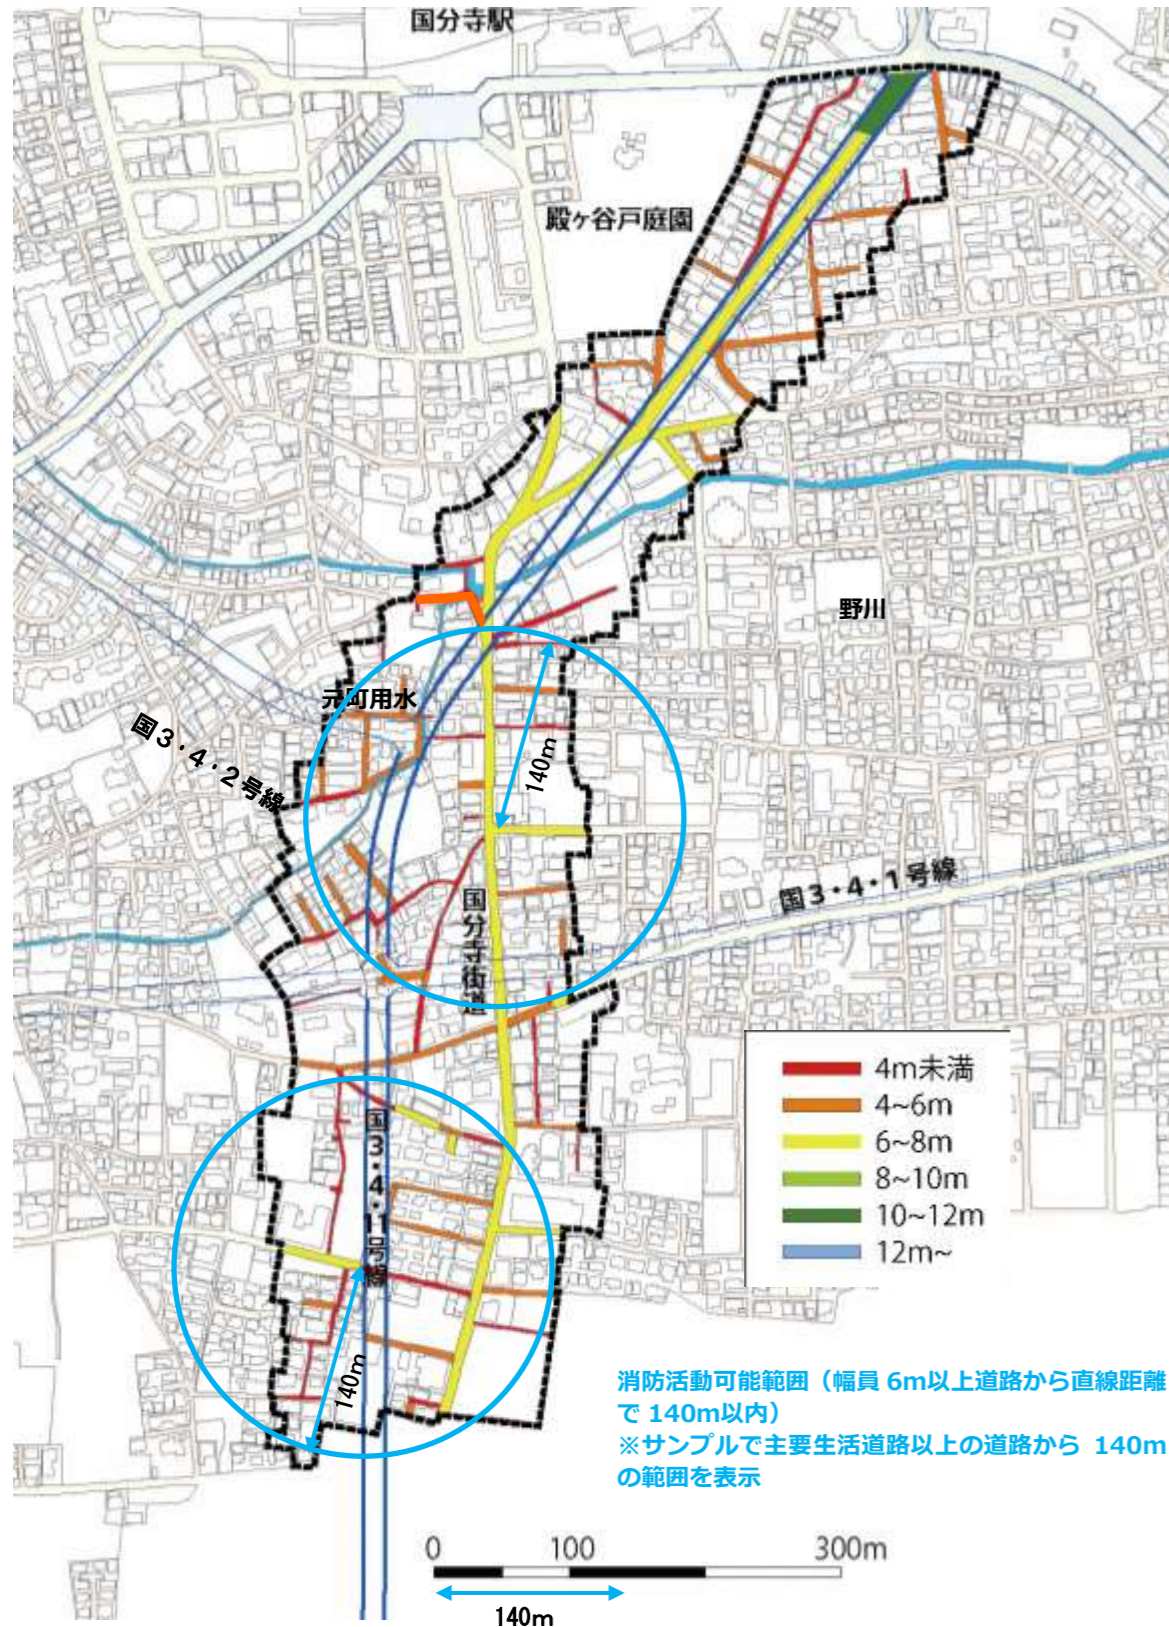 国分寺駅
殿ヶ谷戸庭園
野川
元町用水
国3・4・2号線
140m
国3・4・1号線
国分寺街道
4m未満
4~6m
6~8m
8~10m
10~12m
12m~
国3・4・11号線
140m
消防活動可能範囲（幅員 6m以上道路から直線距離
で 140m以内）
※サンプルで主要生活道路以上の道路から 140m
の範囲を表示
0 100 300m
140m